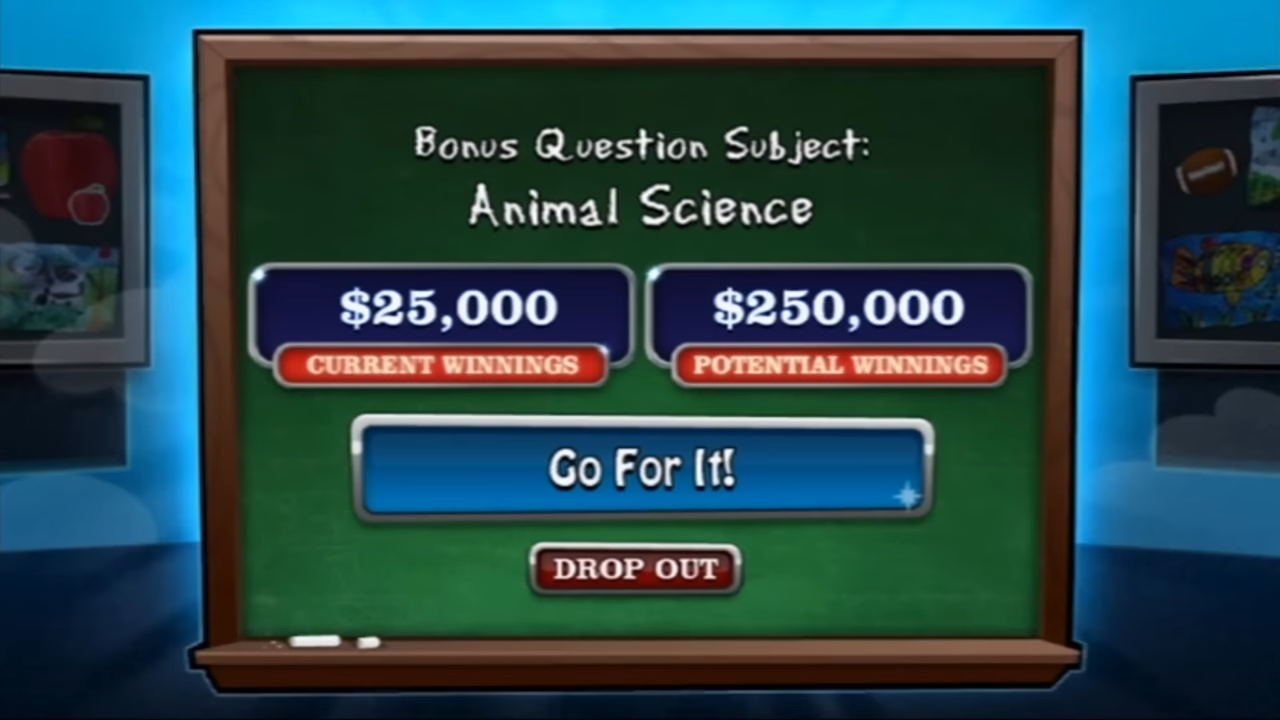 Bonus Question Subject:
Animal Science
$25,000
CURRENT WINNINGS
$250,000
POTENTIAL WINNINGS
Go For It!
DROP OUT